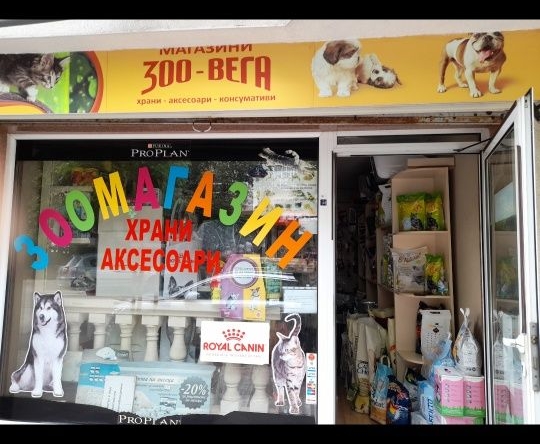 МАГАЗИНИ
ЗОО-ВЕГА
храни - аксесоари - консумативи
PURINA
PROPLAN
ЗООМАГАЗИН
ХРАНИ
АКСЕСОАРИ
ROYAL CANIN
-20%
PROPLAN